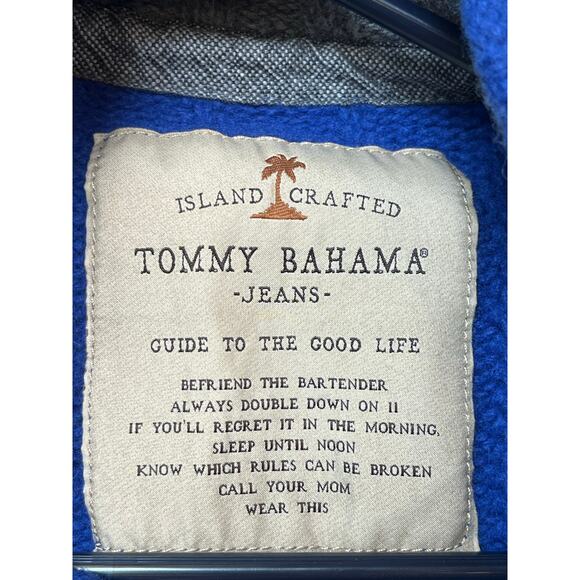 ISLAND CRAFTED
TOMMY BAHAMA®
-JEANS-
GUIDE TO THE GOOD LIFE
BEFRIEND THE BARTENDER
ALWAYS DOUBLE DOWN ON 11
IF YOU'LL REGRET IT IN THE MORNING,
SLEEP UNTIL NOON
KNOW WHICH RULES CAN BE BROKEN
CALL YOUR MOM
WEAR THIS